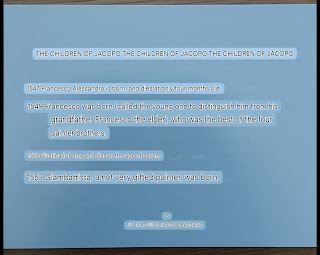 THE CHILDREN OF JACOPO THE CHILDREN OF JACOPO THE CHILDREN OF JACOPO
1547 Francesco Alessandro is born and dies at only four months old.
1549 Francesco was born (called the young one to distinguish him from his
grandfather Francesco the elder), who was the best of the four
painter brothers.
1553 Giambattista, a not very gifted painter, was born.